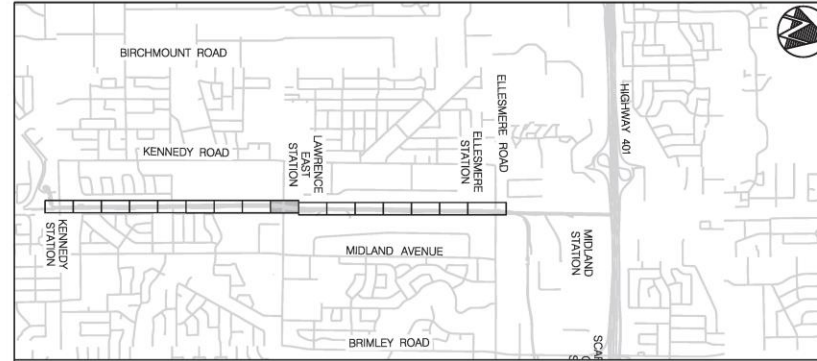 BIRCHMOUNT ROAD
KENNEDY ROAD
LAWRENCE
EAST
STATION
ELLESMERE ROAD
ELLESMERE
STATION
HIGHWAY 401
KENNEDY
STATION
MIDLAND AVENUE
MIDLAND
STATION
BRIMLEY ROAD